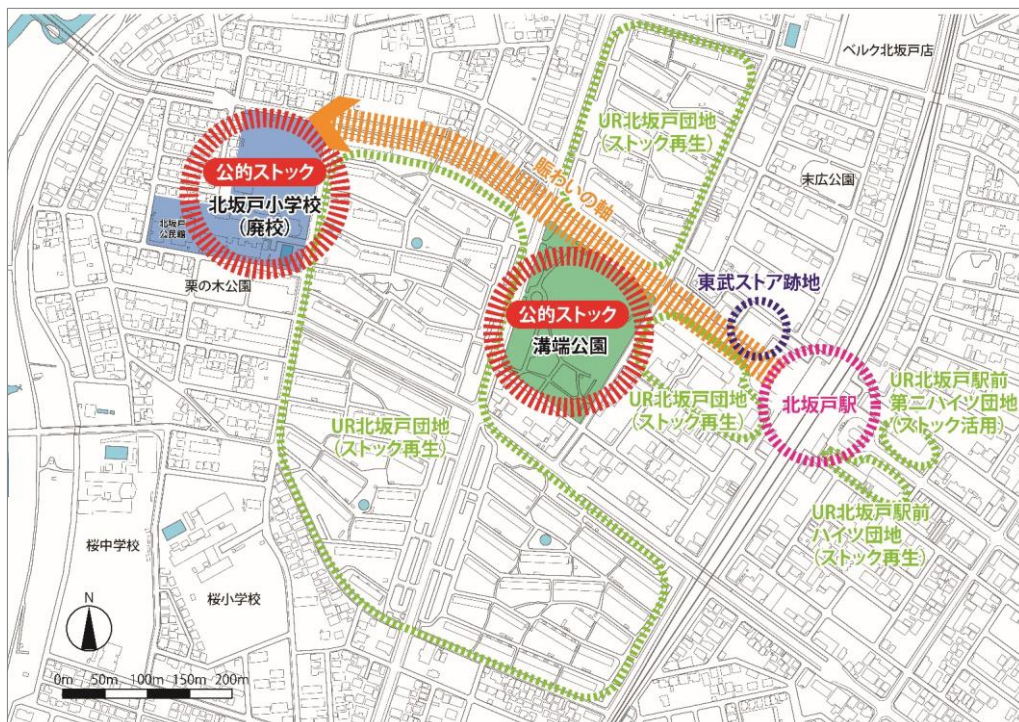 ベルク北坂戸店
UR北坂戸団地
(ストック再生)
賑わいの軸
末広公園
公的ストック
北坂戸小学校
(廃校)
北坂戸
公民館
栗の木公園
東武ストア跡地
公的ストック
溝端公園
北坂戸駅
UR北坂戸駅前
第二ハイツ団地
(ストック活用)
UR北坂戸団地
(ストック再生)
UR北坂戸団地
(ストック再生)
UR北坂戸駅前
ハイツ団地
(ストック再生)
桜中学校
桜小学校
N
0m 50m 100m 150m 200m